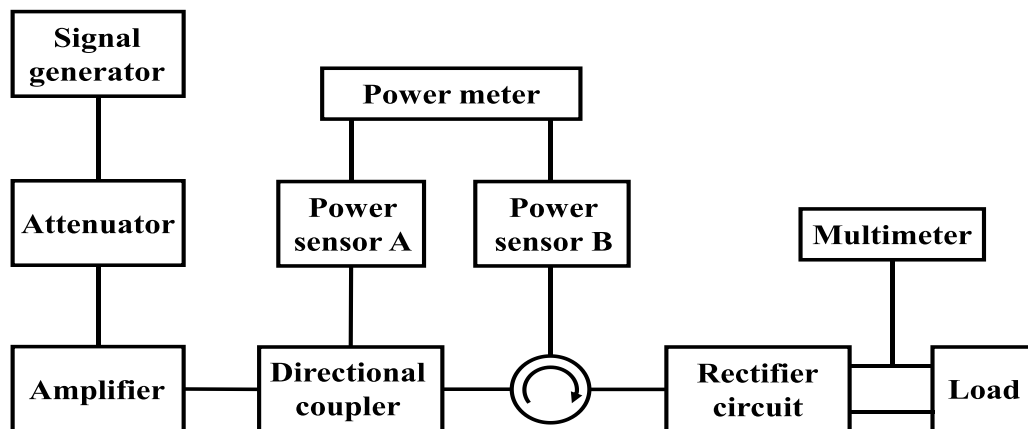 Signal
generator
Power meter
Attenuator
Power
sensor A
Power
sensor B
Multimeter
Amplifier
Directional
coupler
Rectifier
circuit
Load